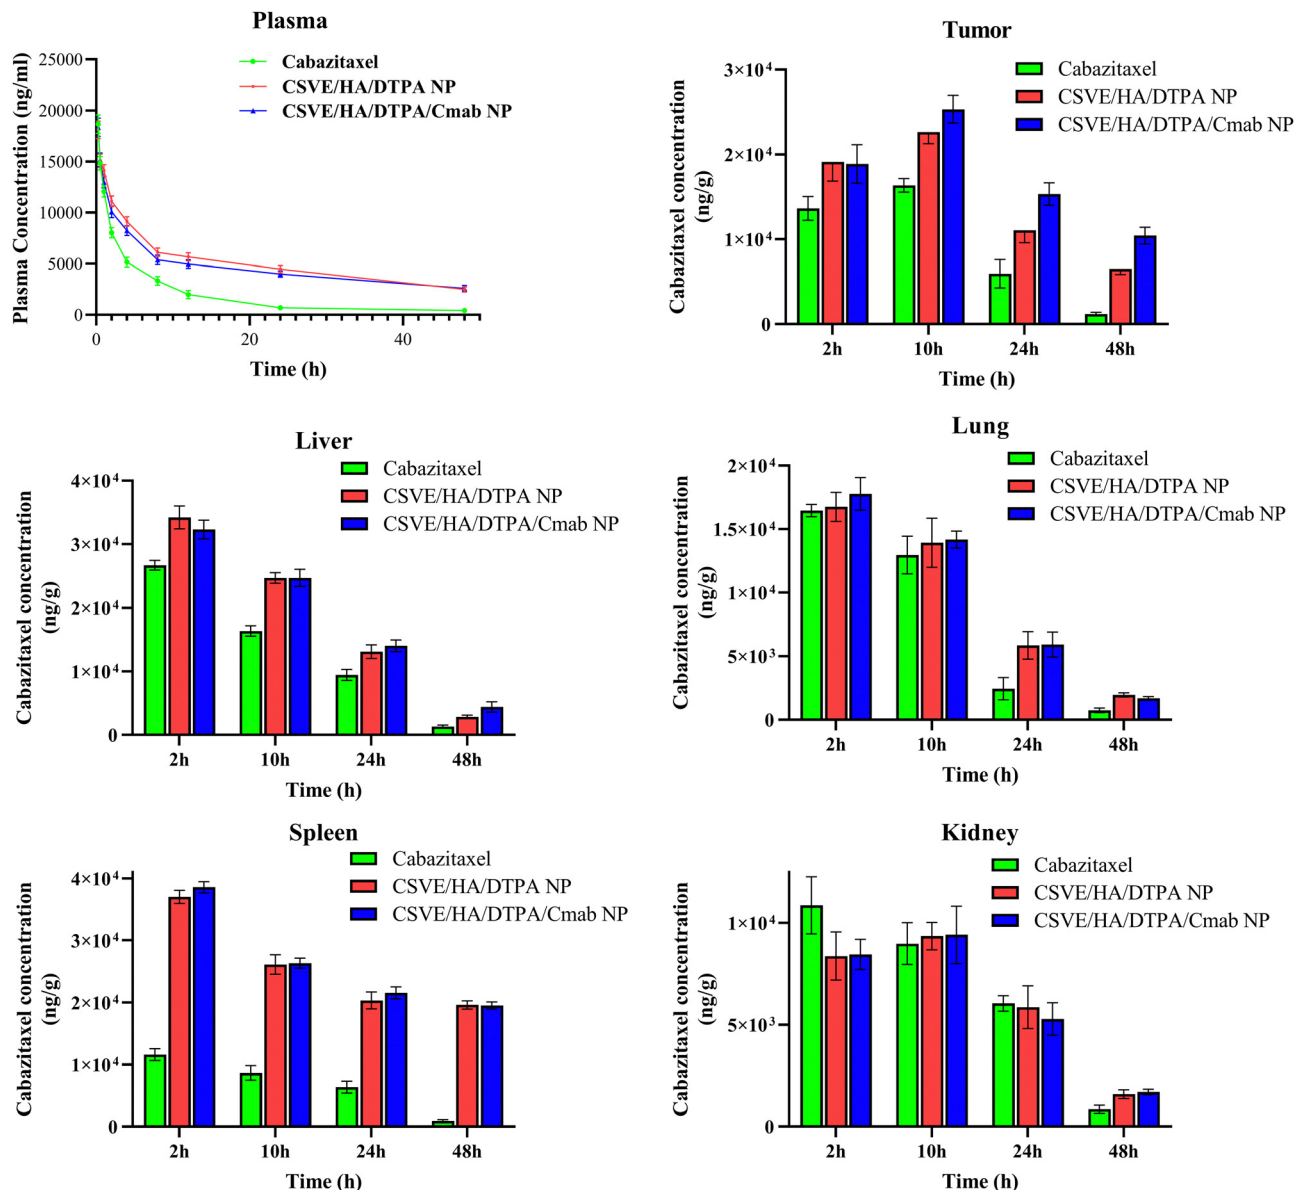 Plasma
Plasma Concentration (ng/ml)
25000
20000
15000
10000
5000
0
0
20
40
Time (h)
Cabazitaxel
CSVE/HA/DTPA NP
CSVE/HA/DTPA/Cmab NP
Tumor
Cabazitaxel concentration
(ng/g)
3×10⁴
2×10⁴
1×10⁴
0
2h
10h
24h
48h
Time (h)
Cabazitaxel
CSVE/HA/DTPA NP
CSVE/HA/DTPA/Cmab NP
Liver
Cabazitaxel concentration
(ng/g)
4×10⁴
3×10⁴
2×10⁴
1×10⁴
0
2h
10h
24h
48h
Time (h)
Cabazitaxel
CSVE/HA/DTPA NP
CSVE/HA/DTPA/Cmab NP
Lung
Cabazitaxel concentration
(ng/g)
2×10⁴
1.5×10⁴
1×10⁴
5×10³
0
2h
10h
24h
48h
Time (h)
Cabazitaxel
CSVE/HA/DTPA NP
CSVE/HA/DTPA/Cmab NP
Spleen
Cabazitaxel concentration
(ng/g)
4×10⁴
3×10⁴
2×10⁴
1×10⁴
0
2h
10h
24h
48h
Time (h)
Cabazitaxel
CSVE/HA/DTPA NP
CSVE/HA/DTPA/Cmab NP
Kidney
Cabazitaxel concentration
(ng/g)
1×10⁴
5×10³
0
2h
10h
24h
48h
Time (h)
Cabazitaxel
CSVE/HA/DTPA NP
CSVE/HA/DTPA/Cmab NP